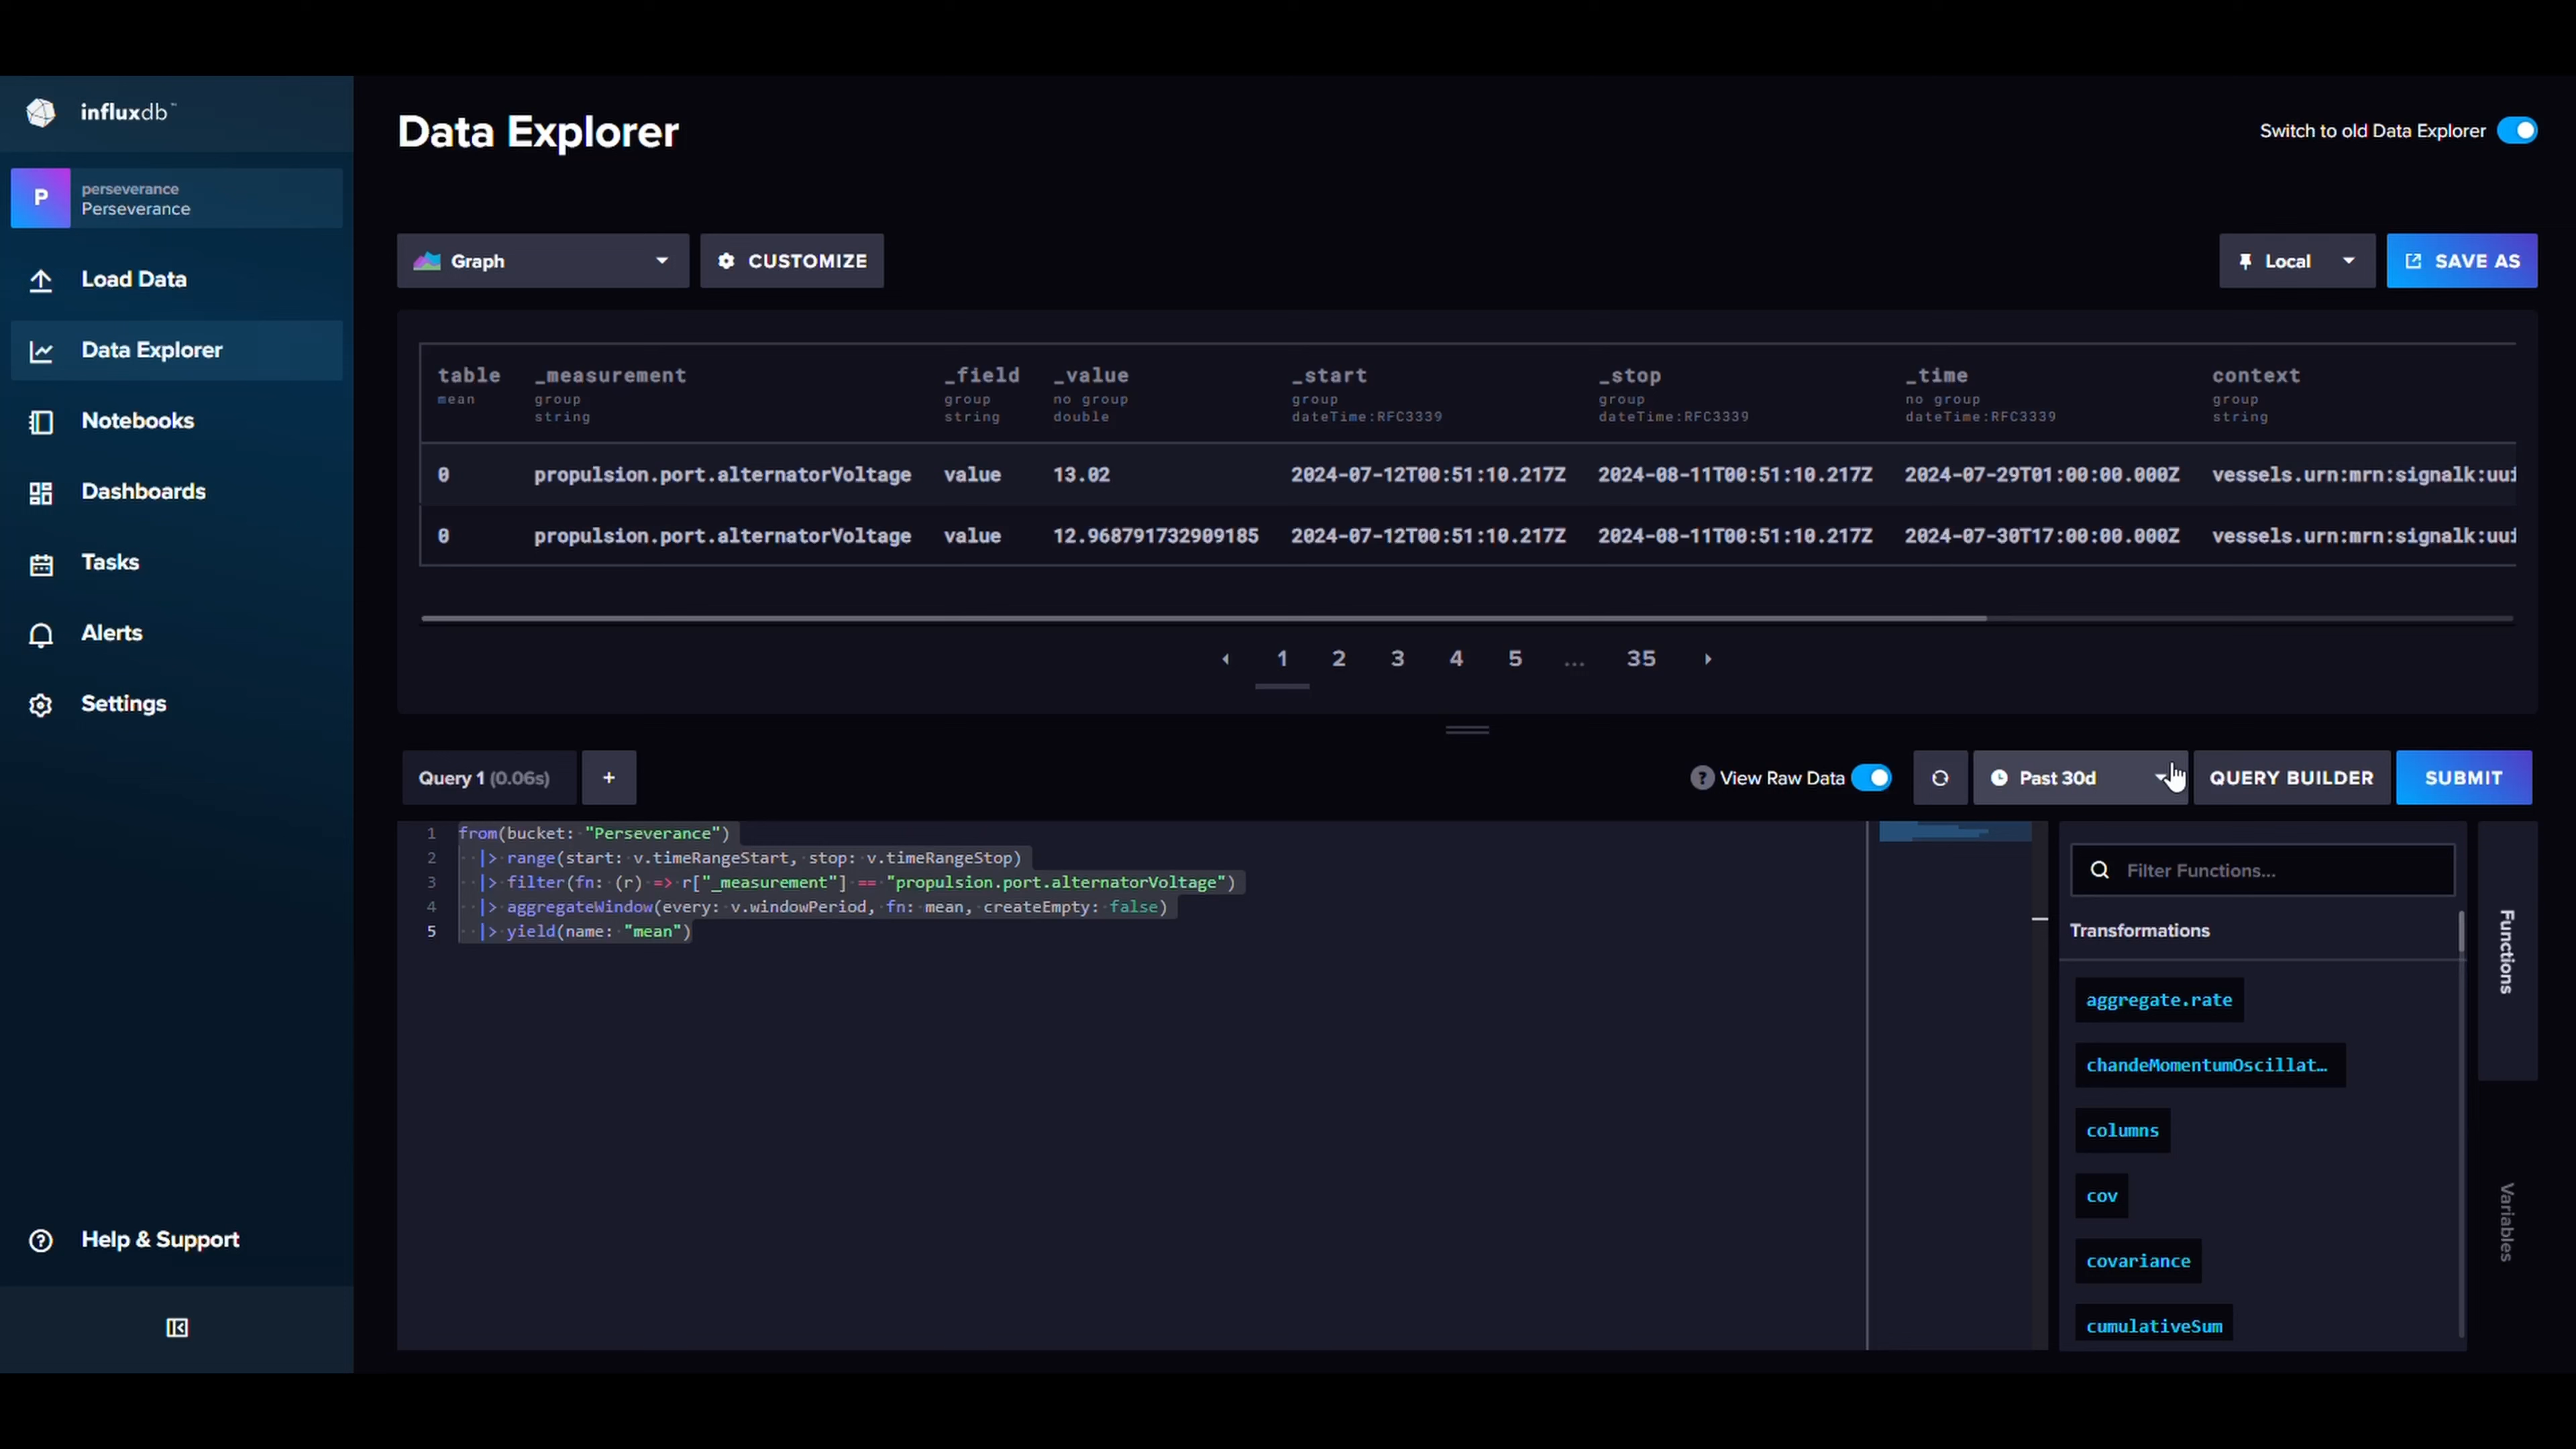 influxdb™
P
perseverance
Perseverance
Load Data
Data Explorer
Notebooks
Dashboards
Tasks
Alerts
Settings
Help & Support
Data Explorer
Switch to old Data Explorer
Graph
CUSTOMIZE
Local
SAVE AS
table _measurement _field _value _start _stop _time context
mean group group no group group group no group group
string string double dateTime:RFC3339 dateTime:RFC3339 dateTime:RFC3339 string
0 propulsion.port.alternatorVoltage value 13.02 2024-07-12T00:51:10.217Z 2024-08-11T00:51:10.217Z 2024-07-29T01:00:00.000Z vessels.urn:mrn:signalk:uui
0 propulsion.port.alternatorVoltage value 12.968791732909185 2024-07-12T00:51:10.217Z 2024-08-11T00:51:10.217Z 2024-07-30T17:00:00.000Z vessels.urn:mrn:signalk:uui
1 2 3 4 5 ... 35
Query 1 (0.06s) +
? View Raw Data
Past 30d
QUERY BUILDER
SUBMIT
1 from(bucket: "Perseverance")
2 |> range(start: v.timeRangeStart, stop: v.timeRangeStop)
3 |> filter(fn: (r) => r["_measurement"] == "propulsion.port.alternatorVoltage")
4 |> aggregateWindow(every: v.windowPeriod, fn: mean, createEmpty: false)
5 |> yield(name: "mean")
Filter Functions...
Transformations
aggregate.rate
chandeMomentumOscillat...
columns
cov
covariance
cumulativeSum
Functions
Variables